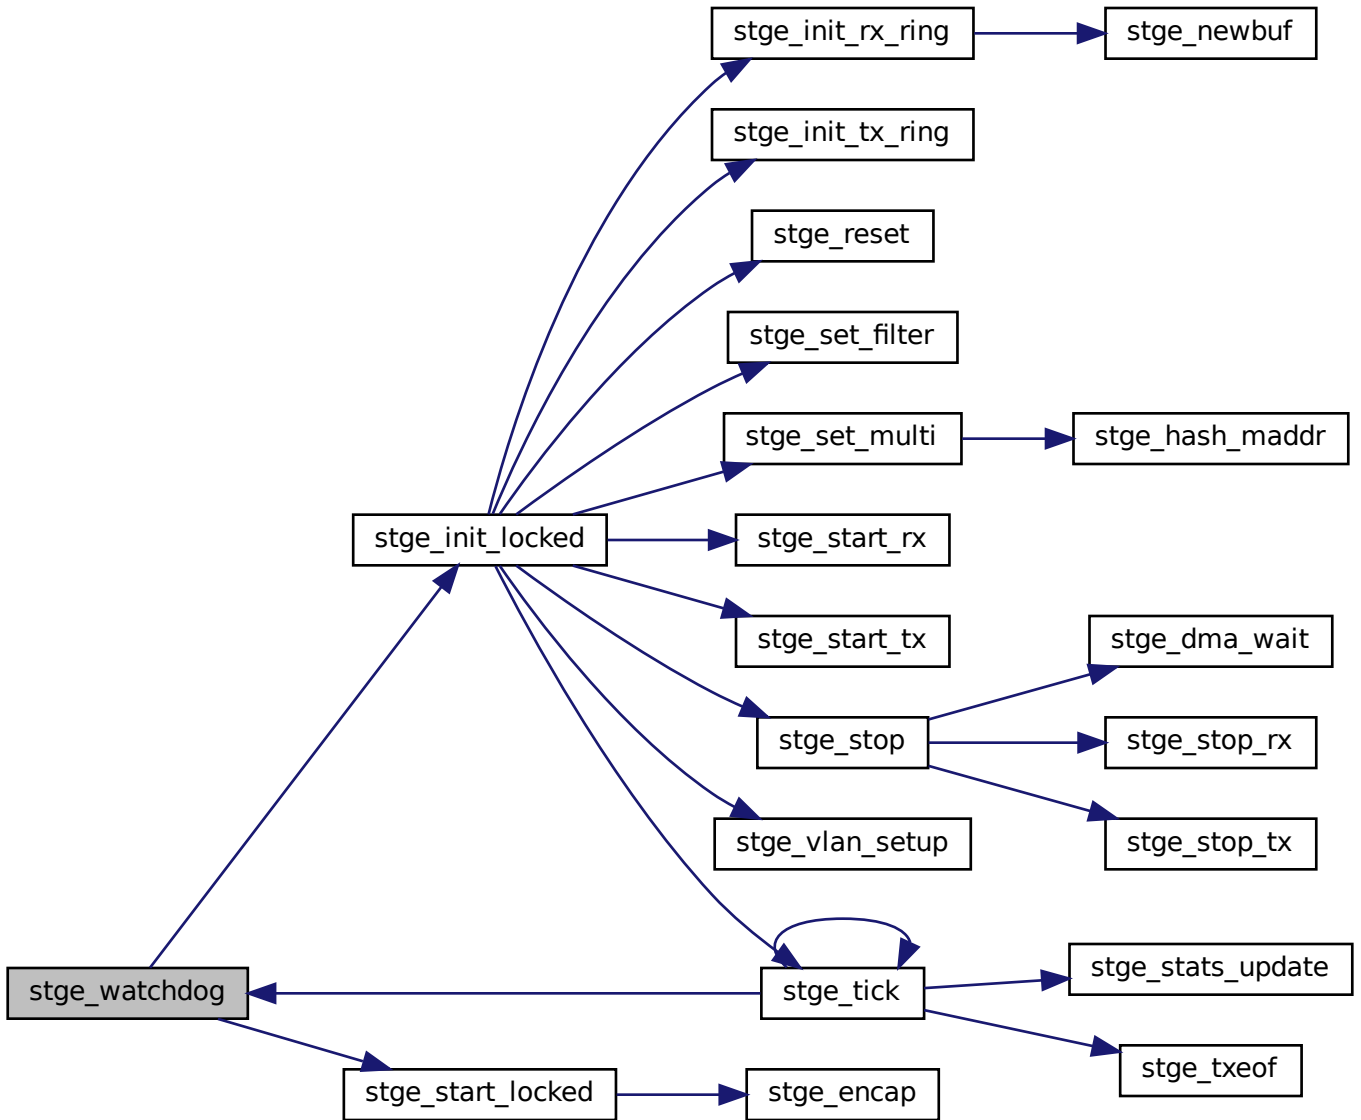 stge_init_rx_ring
stge_newbuf
stge_init_tx_ring
stge_reset
stge_set_filter
stge_set_multi
stge_hash_maddr
stge_init_locked
stge_start_rx
stge_start_tx
stge_dma_wait
stge_stop
stge_stop_rx
stge_vlan_setup
stge_stop_tx
stge_watchdog
stge_tick
stge_stats_update
stge_txeof
stge_start_locked
stge_encap